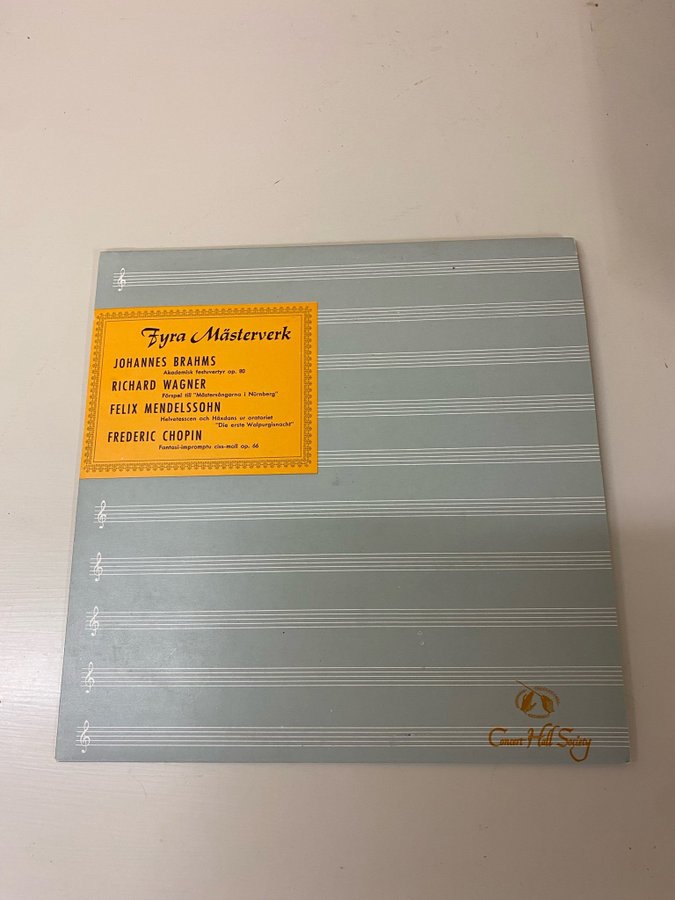 Fyra Mästerverk
JOHANNES BRAHMS
Akademisk festuvertyr op. 80
RICHARD WAGNER
Förspel till "Mästersångarna i Nürnberg"
FELIX MENDELSSOHN
Helvetesscen och Häxdans ur oratoriet
"Die erste Walpurgisnacht"
FREDERIC CHOPIN
Fantasi-impromptu ciss-moll op. 66
Concert Hall Society